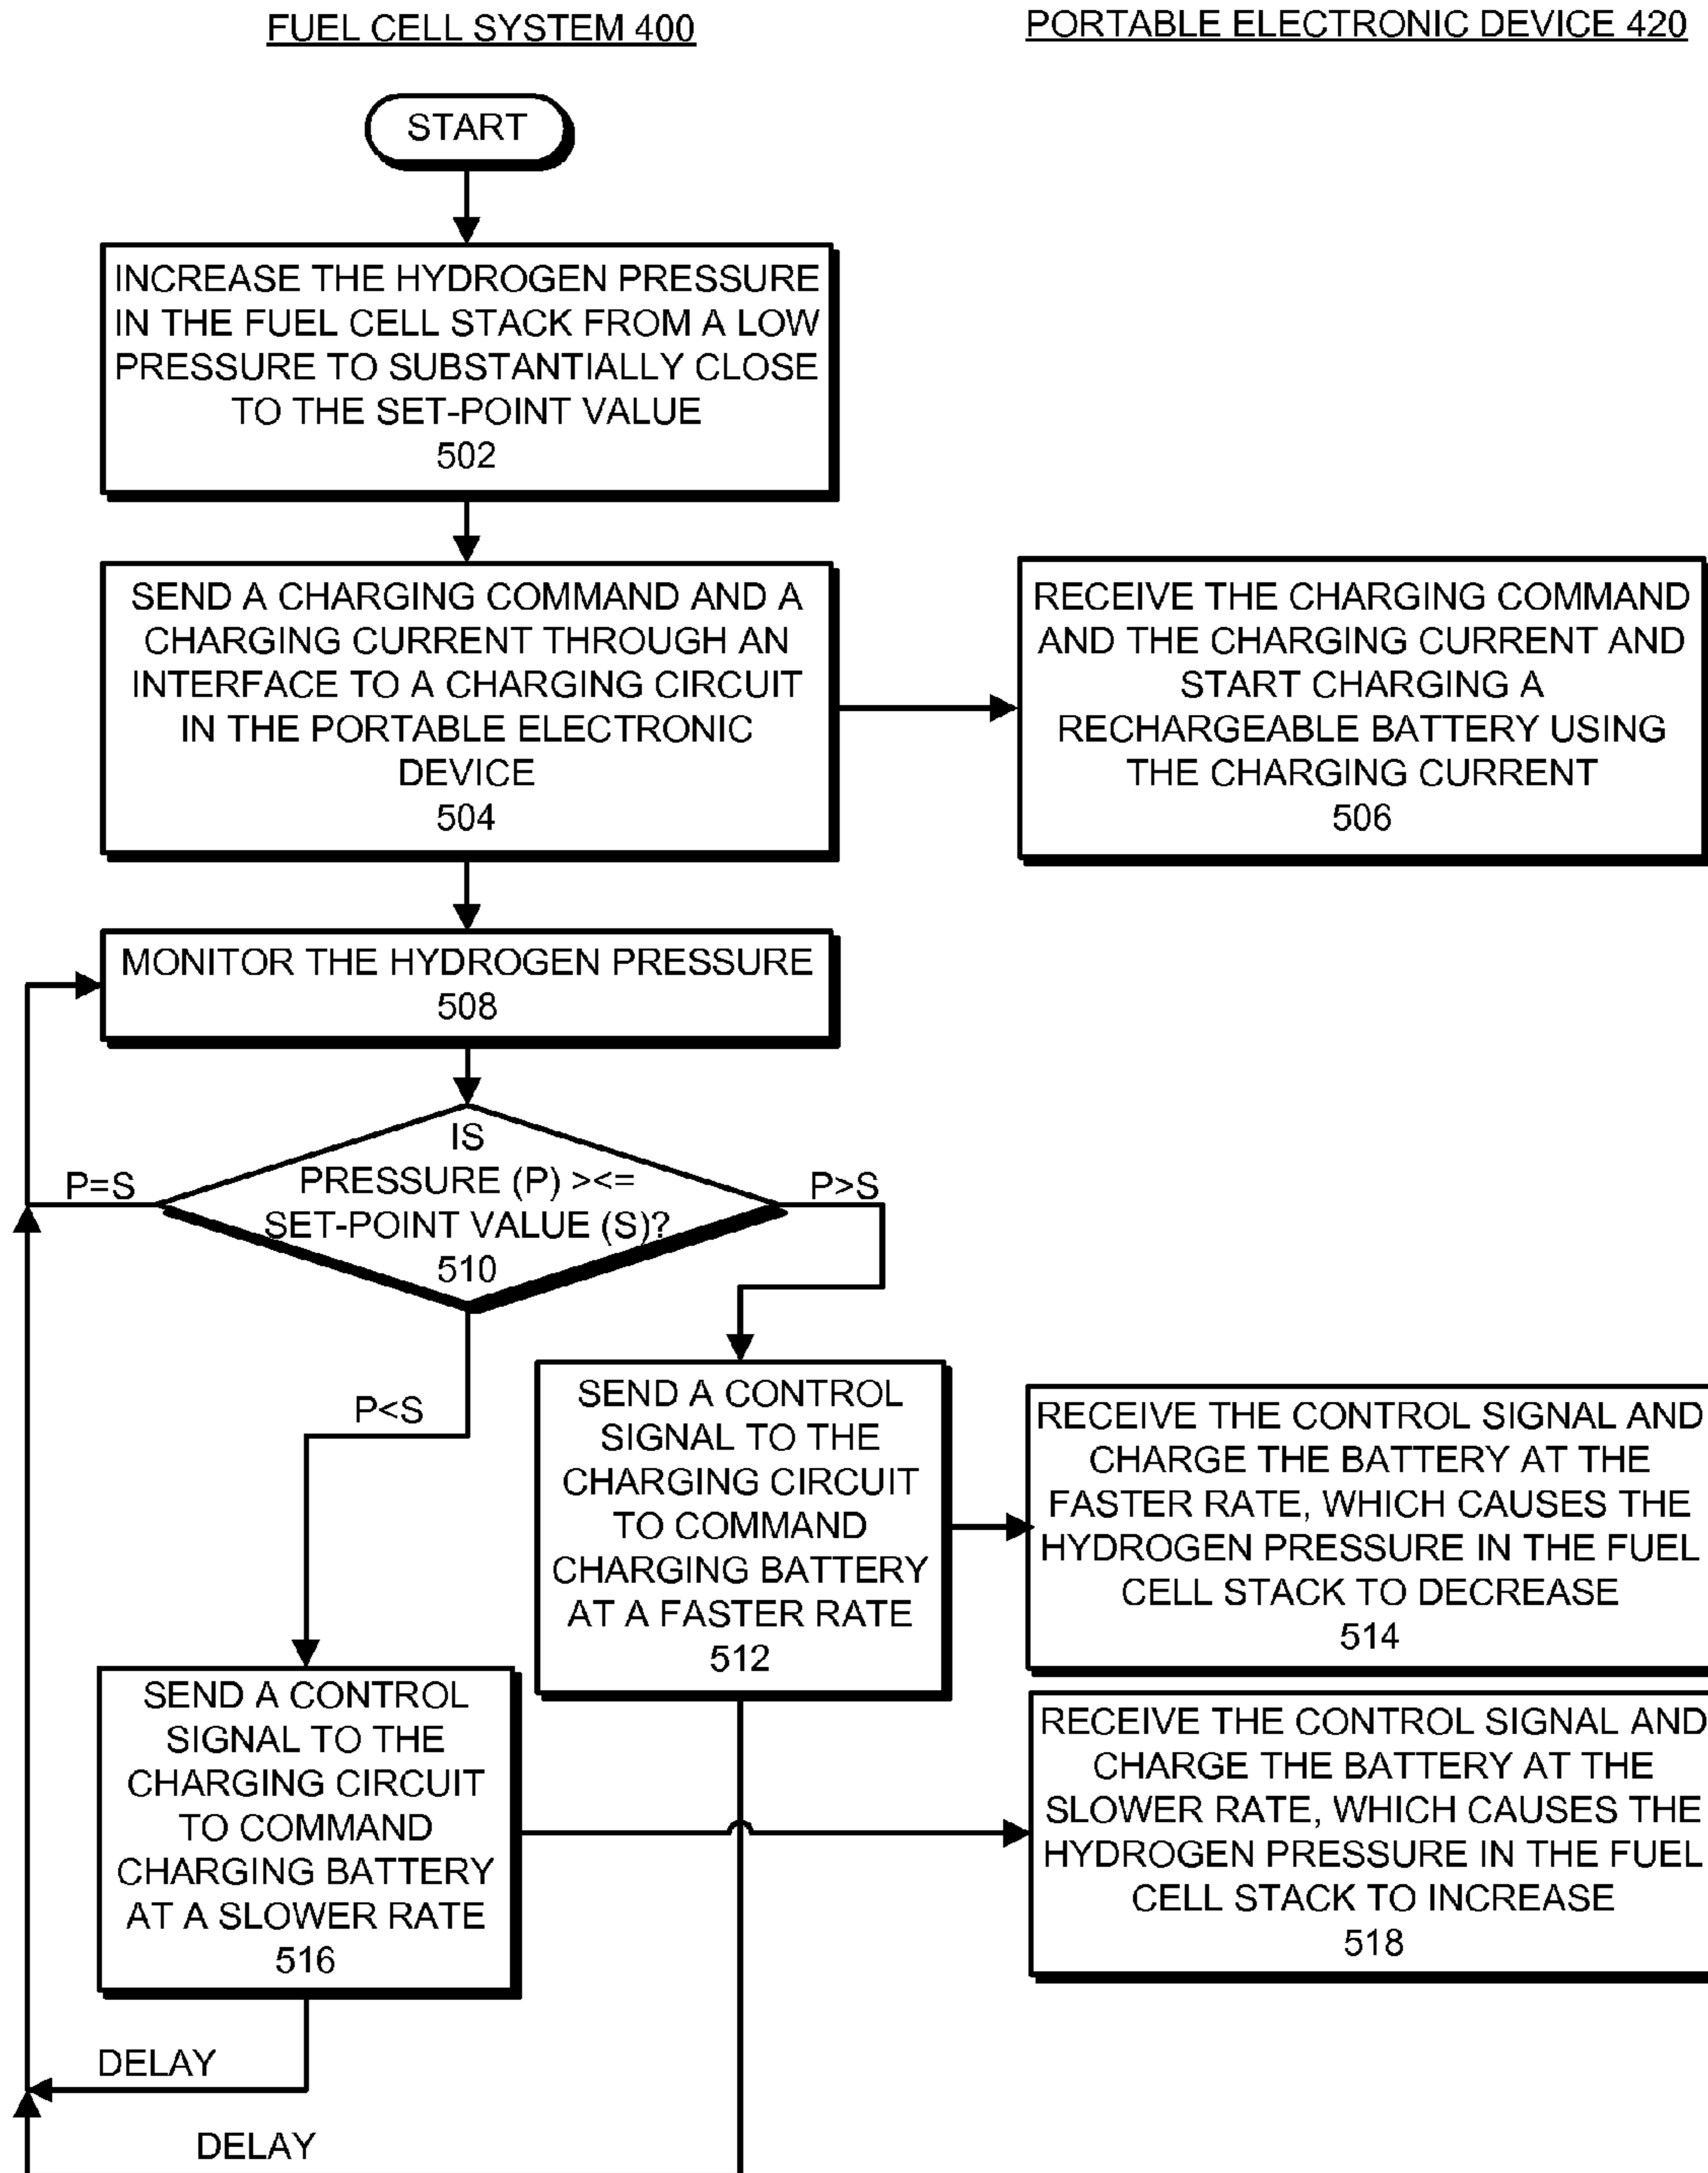 FUEL CELL SYSTEM 400
PORTABLE ELECTRONIC DEVICE 420
START
INCREASE THE HYDROGEN PRESSURE
IN THE FUEL CELL STACK FROM A LOW
PRESSURE TO SUBSTANTIALLY CLOSE
TO THE SET-POINT VALUE
502
SEND A CHARGING COMMAND AND A
CHARGING CURRENT THROUGH AN
INTERFACE TO A CHARGING CIRCUIT
IN THE PORTABLE ELECTRONIC
DEVICE
504
RECEIVE THE CHARGING COMMAND
AND THE CHARGING CURRENT AND
START CHARGING A
RECHARGEABLE BATTERY USING
THE CHARGING CURRENT
506
MONITOR THE HYDROGEN PRESSURE
508
IS
PRESSURE (P) ><=
SET-POINT VALUE (S)?
510
P=S
P>S
P<S
SEND A CONTROL
SIGNAL TO THE
CHARGING CIRCUIT
TO COMMAND
CHARGING BATTERY
AT A FASTER RATE
512
RECEIVE THE CONTROL SIGNAL AND
CHARGE THE BATTERY AT THE
FASTER RATE, WHICH CAUSES THE
HYDROGEN PRESSURE IN THE FUEL
CELL STACK TO DECREASE
514
SEND A CONTROL
SIGNAL TO THE
CHARGING CIRCUIT
TO COMMAND
CHARGING BATTERY
AT A SLOWER RATE
516
RECEIVE THE CONTROL SIGNAL AND
CHARGE THE BATTERY AT THE
SLOWER RATE, WHICH CAUSES THE
HYDROGEN PRESSURE IN THE FUEL
CELL STACK TO INCREASE
518
DELAY
DELAY